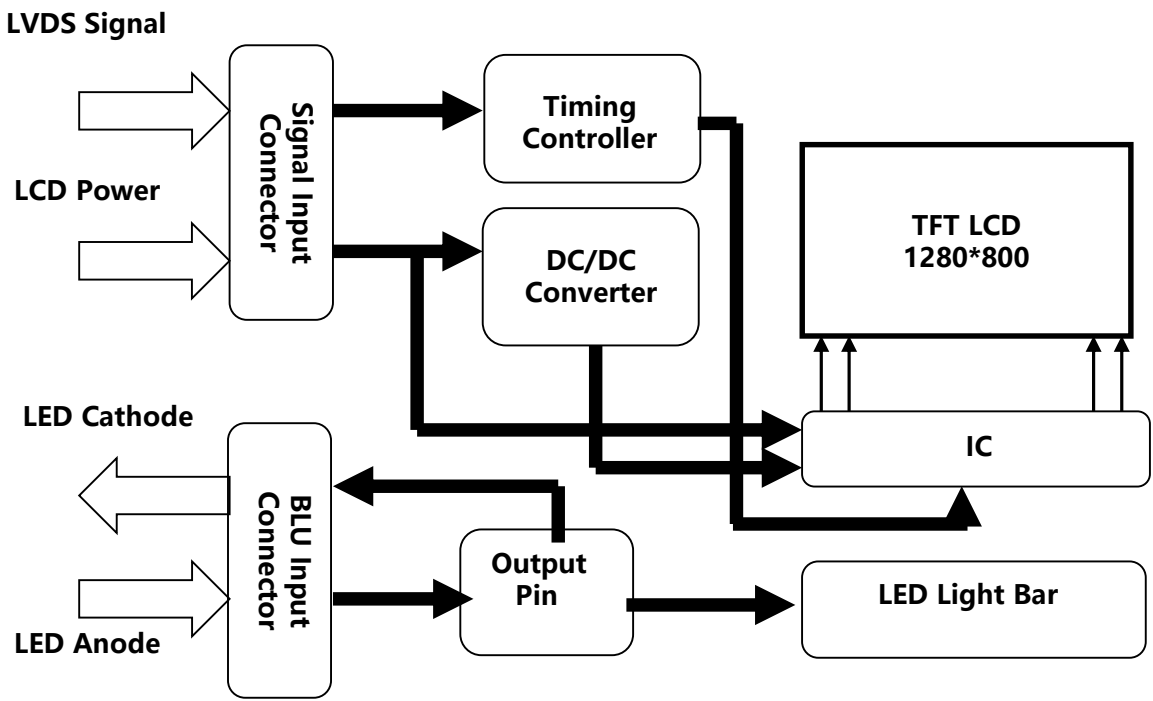 LVDS Signal
Signal Input
Connector
Timing
Controller
LCD Power
DC/DC
Converter
TFT LCD
1280*800
LED Cathode
IC
BLU Input
Connector
Output
Pin
LED Light Bar
LED Anode